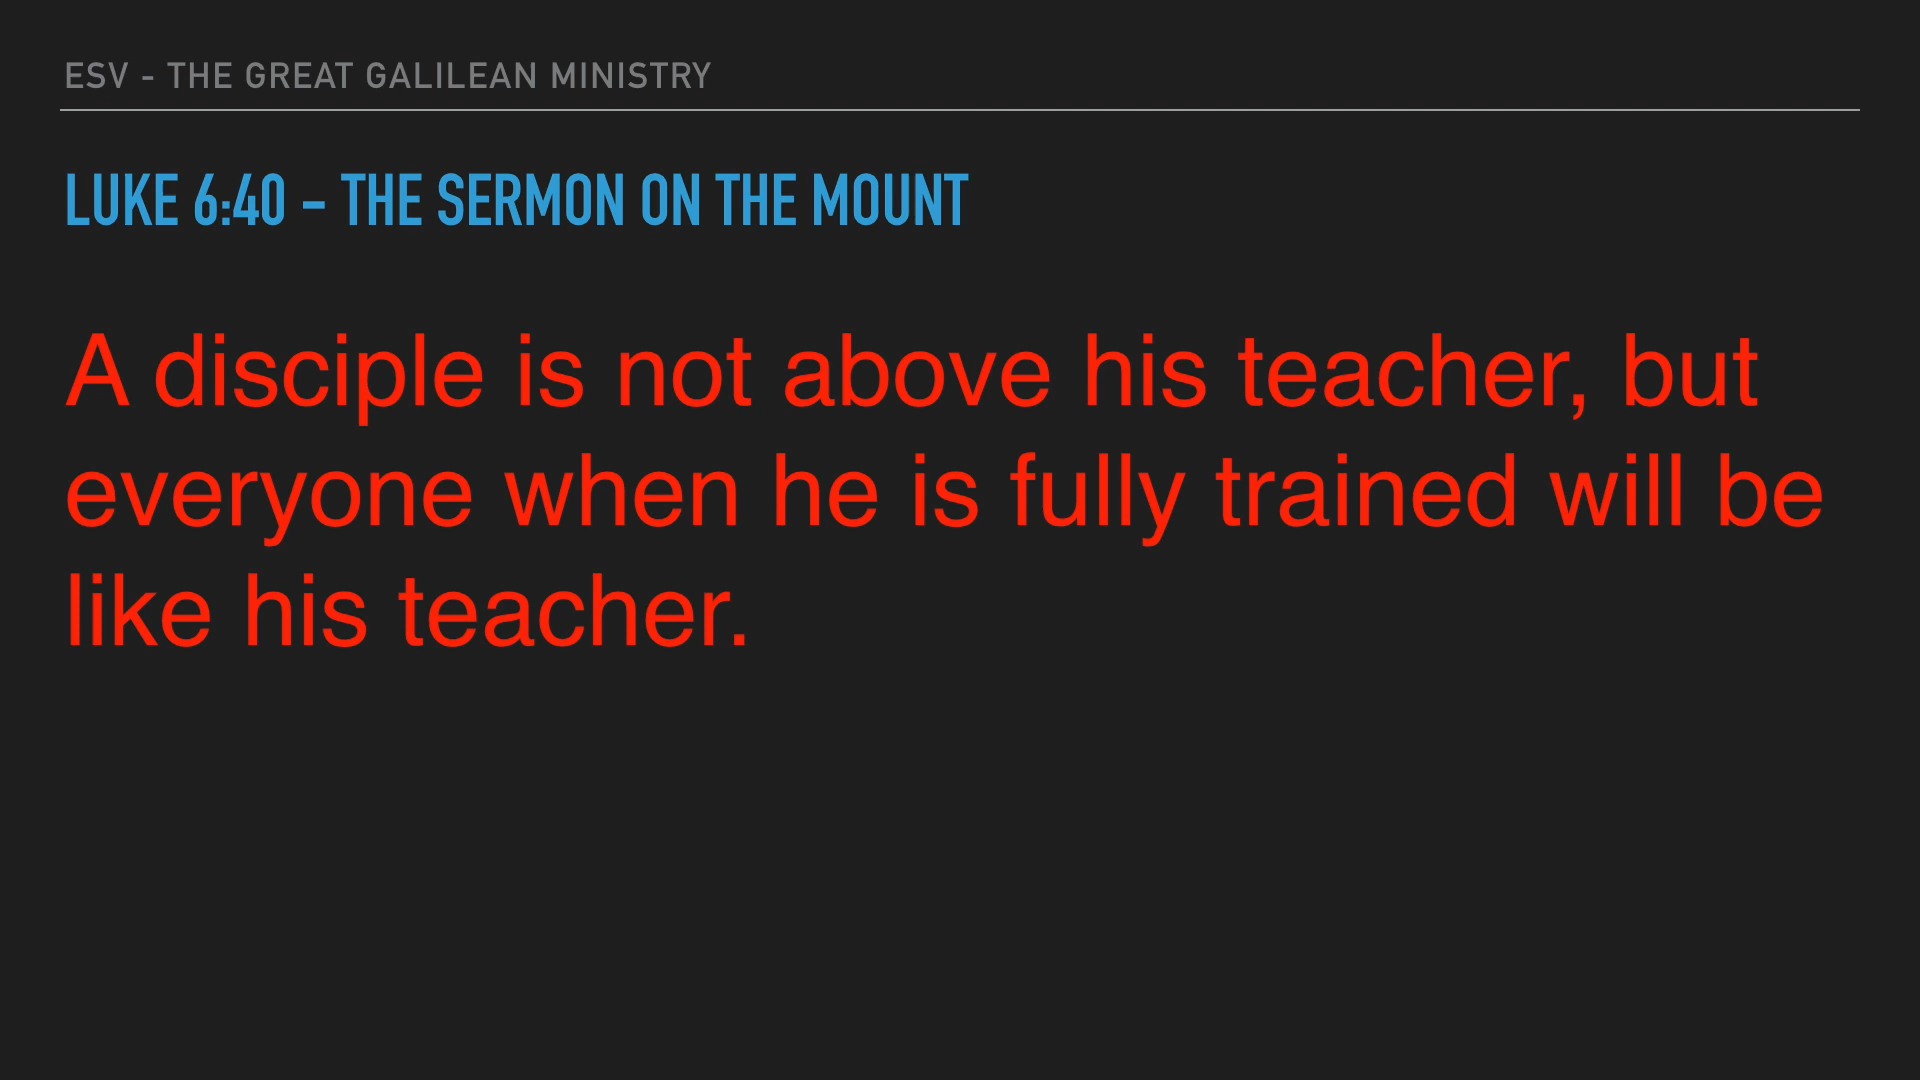 ESV - THE GREAT GALILEAN MINISTRY
LUKE 6:40 - THE SERMON ON THE MOUNT
A disciple is not above his teacher, but
everyone when he is fully trained will be
like his teacher.